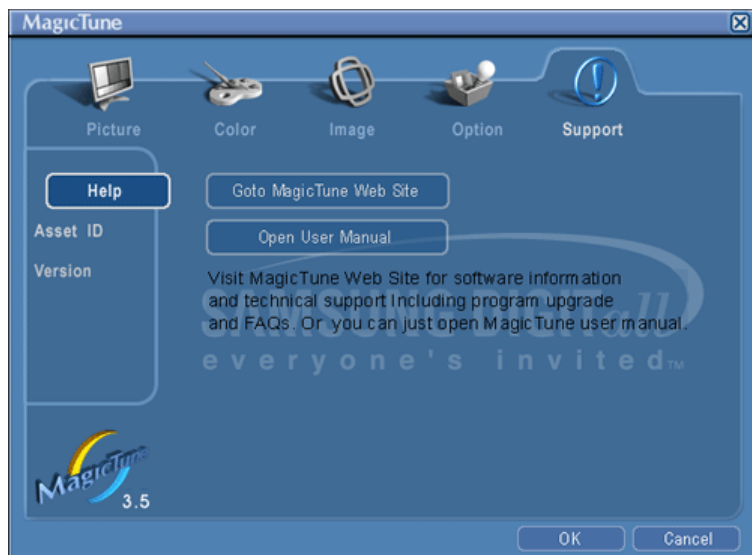 MagicTune
Picture
Color
Image
Option
Support
Help
Asset ID
Version
Goto MagicTune Web Site
Open User Manual
Visit MagicTune Web Site for software information
and technical support Including program upgrade
and FAQs. Or you can just open MagicTune user manual.
SAMSUNG DIGITall
everyone's invited™
MagicTune
3.5
OK
Cancel